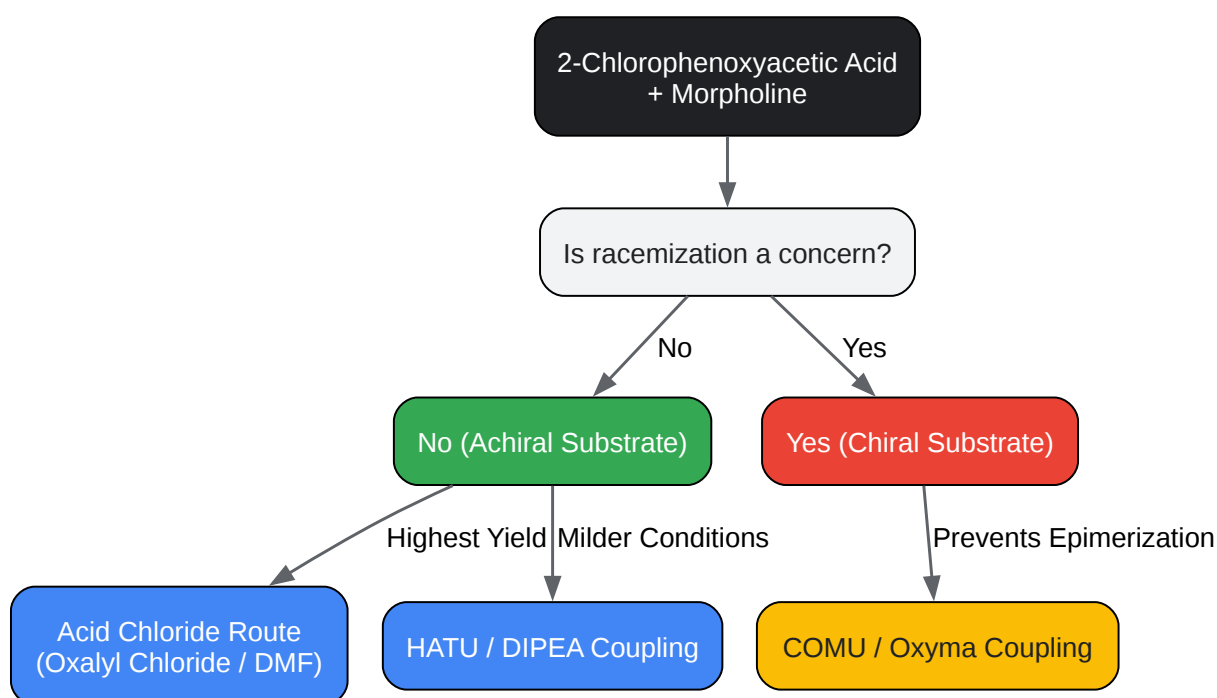 2-Chlorophenoxyacetic Acid
+ Morpholine
Is racemization a concern?
No
Yes
No (Achiral Substrate)
Yes (Chiral Substrate)
Highest Yield
Milder Conditions
Prevents Epimerization
Acid Chloride Route
(Oxalyl Chloride / DMF)
HATU / DIPEA Coupling
COMU / Oxyma Coupling